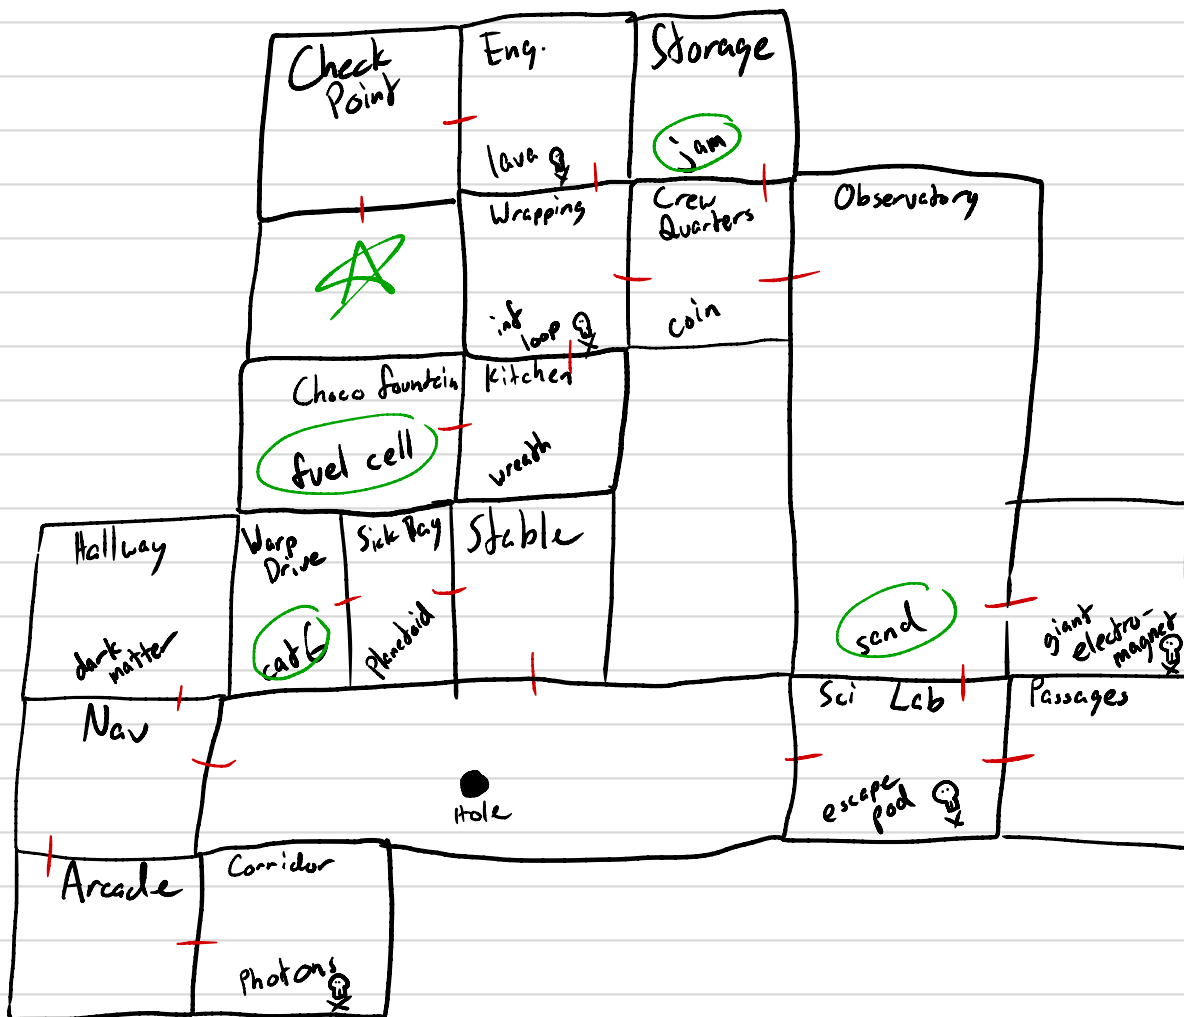 Check
Point
Eng.
lava
Storage
jam
Wrapping
inf
loop
Crew
Quarters
coin
Observatory
sand
Choco fountain
fuel cell
Kitchen
wreath
Hallway
dark
matter
Warp
Drive
Sick Bay
planetoid
Stable
giant
electro-
magnet
Nav
Hole
Sci Lab
escape
pod
Passages
Arcade
Corridor
Photons